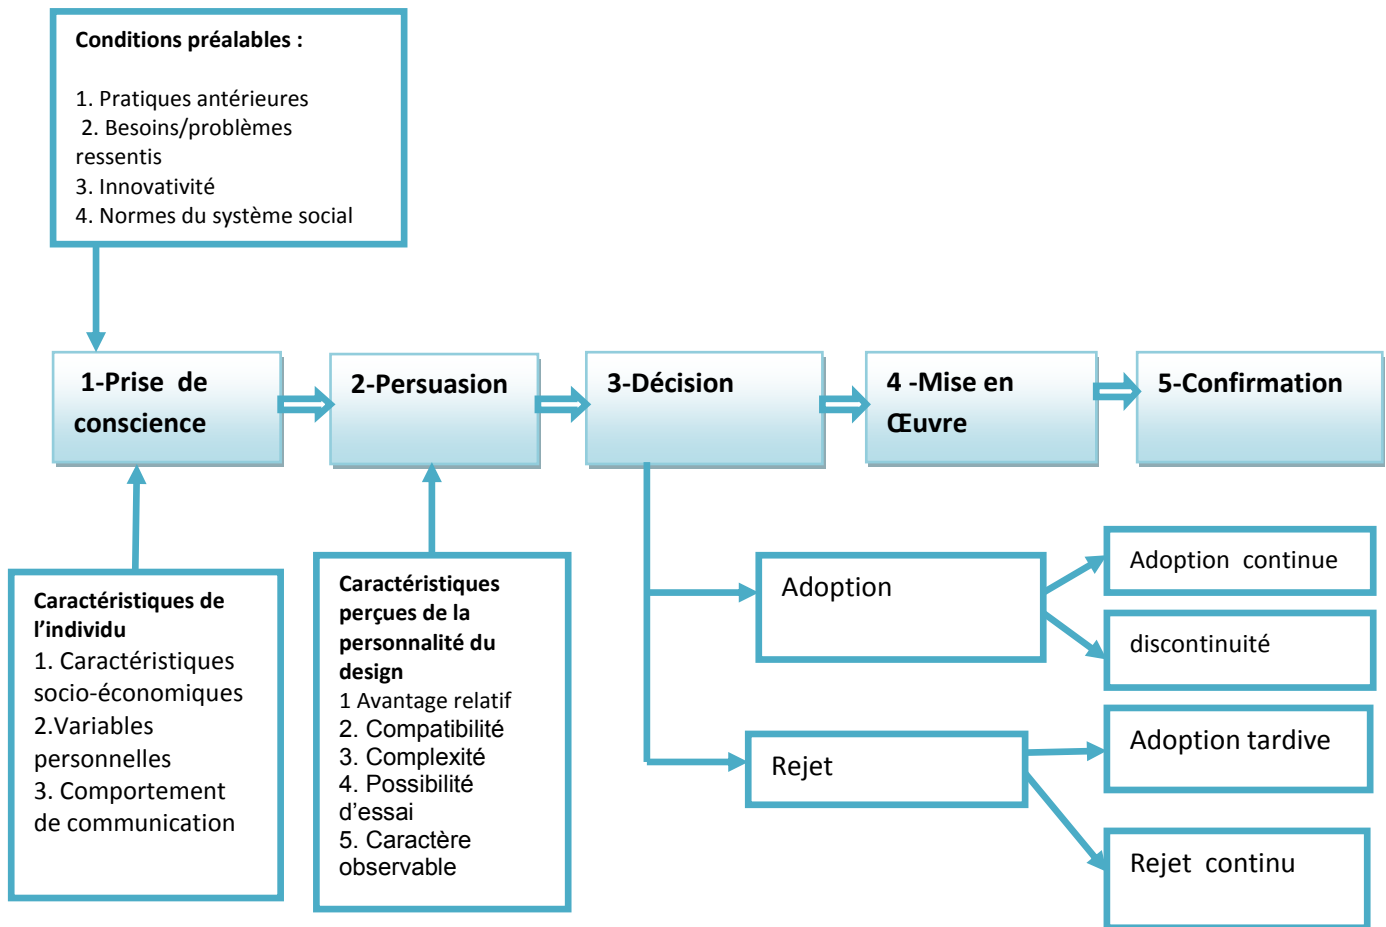 Conditions préalables :
1. Pratiques antérieures
2. Besoins/problèmes
ressentis
3. Innovativité
4. Normes du système social
1-Prise de
conscience
2-Persuasion
3-Décision
4 -Mise en
Œuvre
5-Confirmation
Caractéristiques de
l’individu
1. Caractéristiques
socio-économiques
2.Variables
personnelles
3. Comportement
de communication
Caractéristiques
perçues de la
personnalité du
design
1 Avantage relatif
2. Compatibilité
3. Complexité
4. Possibilité
d’essai
5. Caractère
observable
Adoption
Adoption continue
discontinuité
Rejet
Adoption tardive
Rejet continu